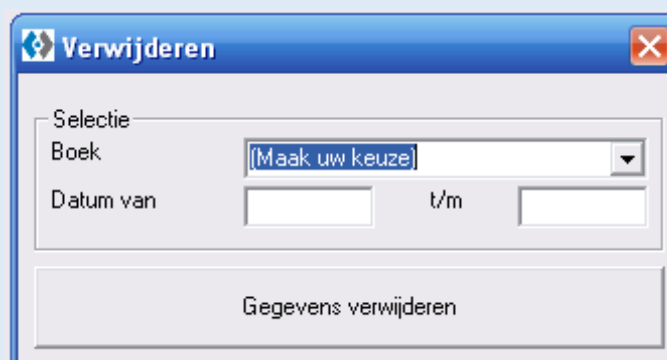 Verwijderen
Selectie
Boek (Maak uw keuze)
Datum van t/m
Gegevens verwijderen